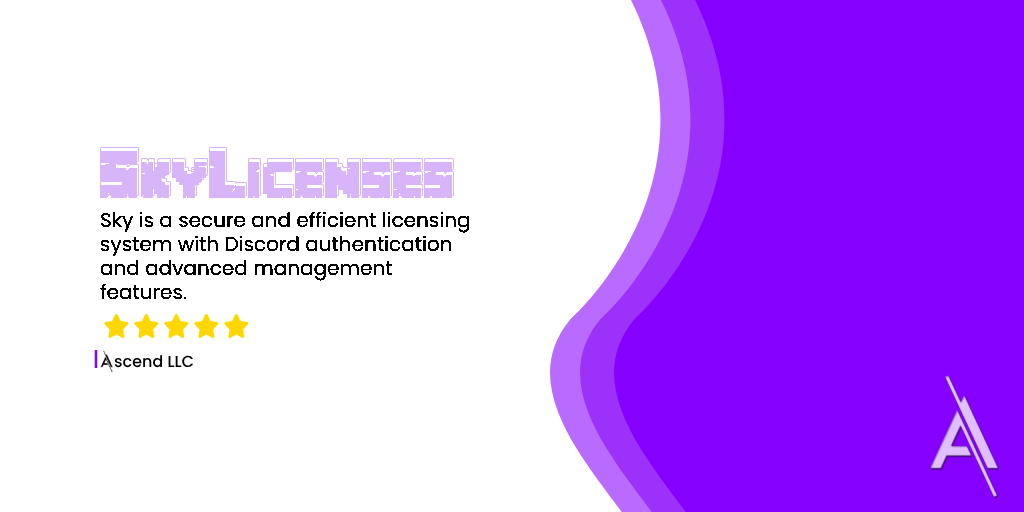 SkyLicenses
Sky is a secure and efficient licensing
system with Discord authentication
and advanced management
features.
Ascend LLC
A